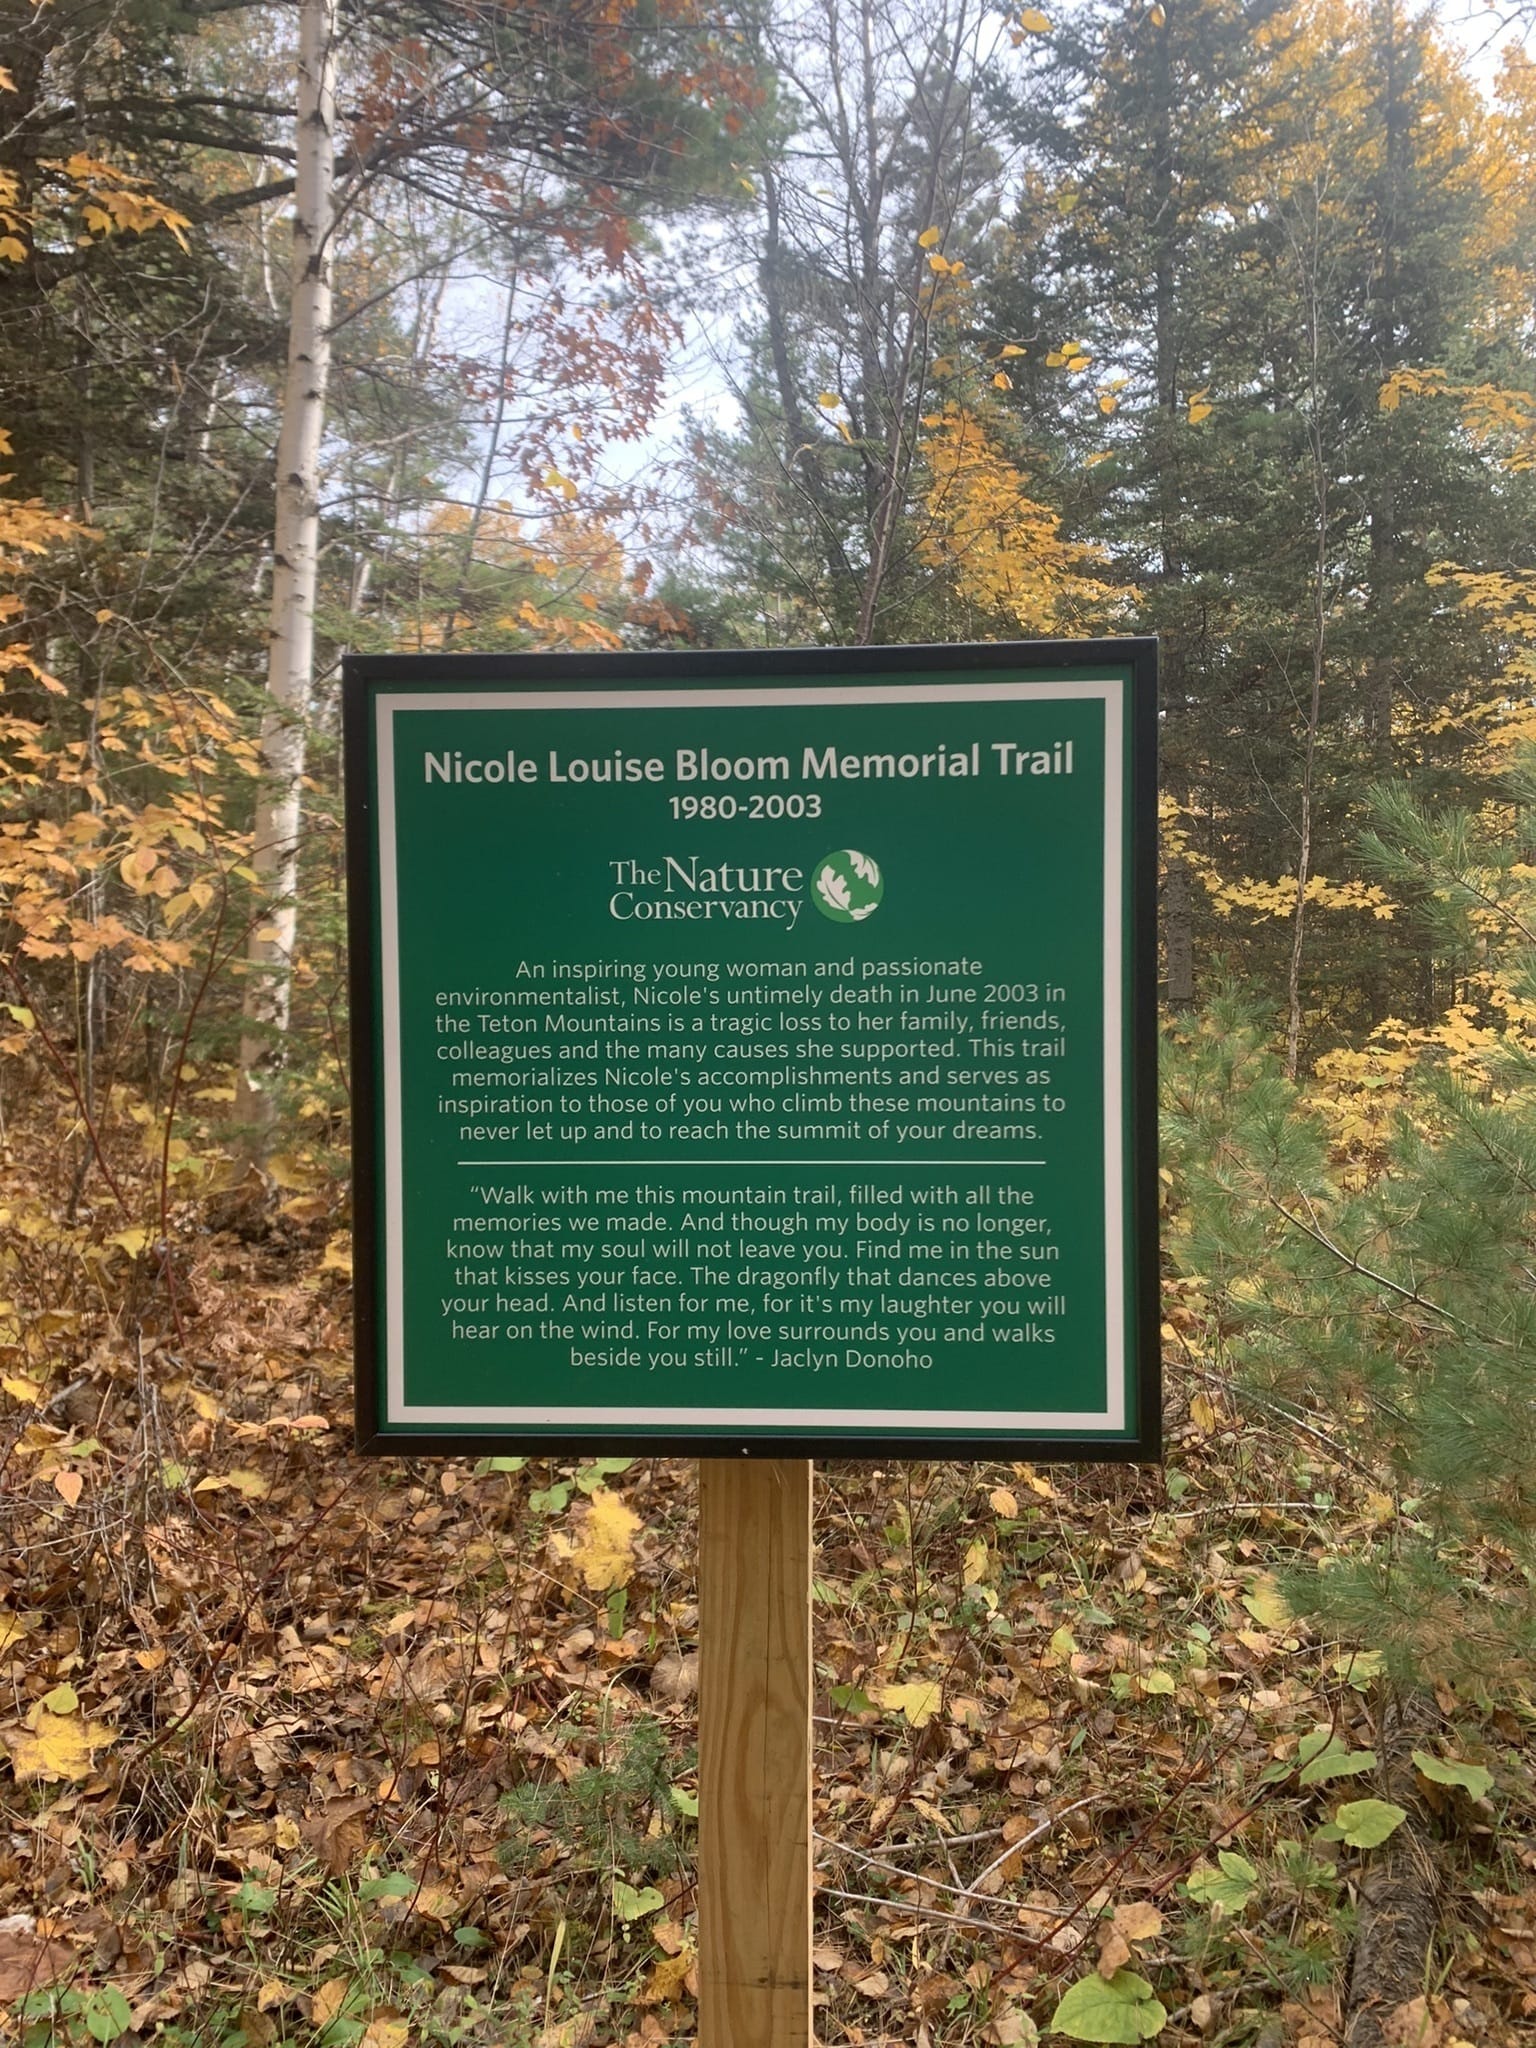 Nicole Louise Bloom Memorial Trail
1980-2003
The Nature
Conservancy
An inspiring young woman and passionate
environmentalist, Nicole's untimely death in June 2003 in
the Teton Mountains is a tragic loss to her family, friends,
colleagues and the many causes she supported. This trail
memorializes Nicole's accomplishments and serves as
inspiration to those of you who climb these mountains to
never let up and to reach the summit of your dreams.
“Walk with me this mountain trail, filled with all the
memories we made. And though my body is no longer,
know that my soul will not leave you. Find me in the sun
that kisses your face. The dragonfly that dances above
your head. And listen for me, for it's my laughter you will
hear on the wind. For my love surrounds you and walks
beside you still.” - Jaclyn Donoho